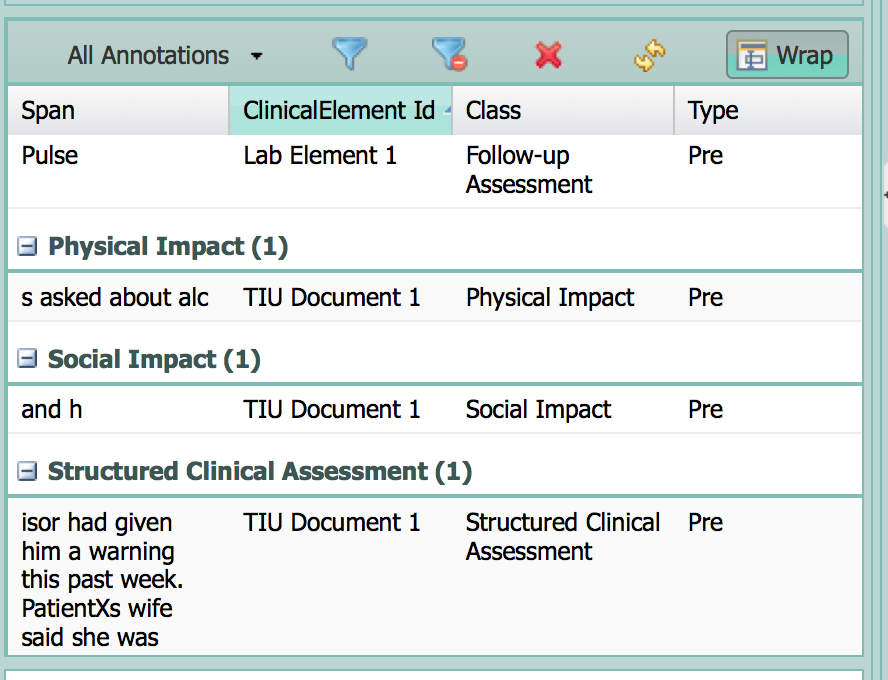 All Annotations Wrap
Span ClinicalElement Id Class Type
Pulse Lab Element 1 Follow-up Pre
Assessment
Physical Impact (1)
s asked about alc TIU Document 1 Physical Impact Pre
Social Impact (1)
and h TIU Document 1 Social Impact Pre
Structured Clinical Assessment (1)
isor had given TIU Document 1 Structured Clinical Pre
him a warning Assessment
this past week.
PatientXs wife
said she was